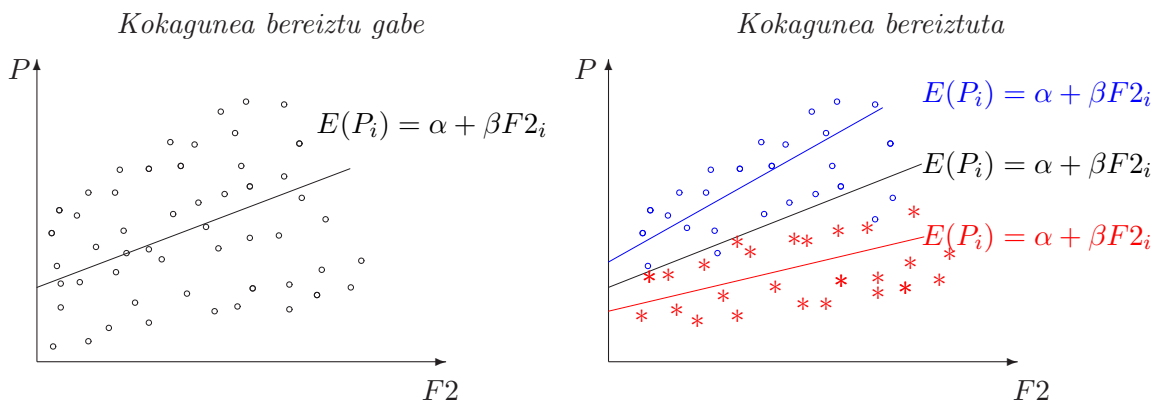 Kokagunea bereiztu gabe
P
E(P_i) = α + βF2_i
F2
Kokagunea bereiztuta
P
E(P_i) = α + βF2_i
E(P_i) = α + βF2_i
E(P_i) = α + βF2_i
F2